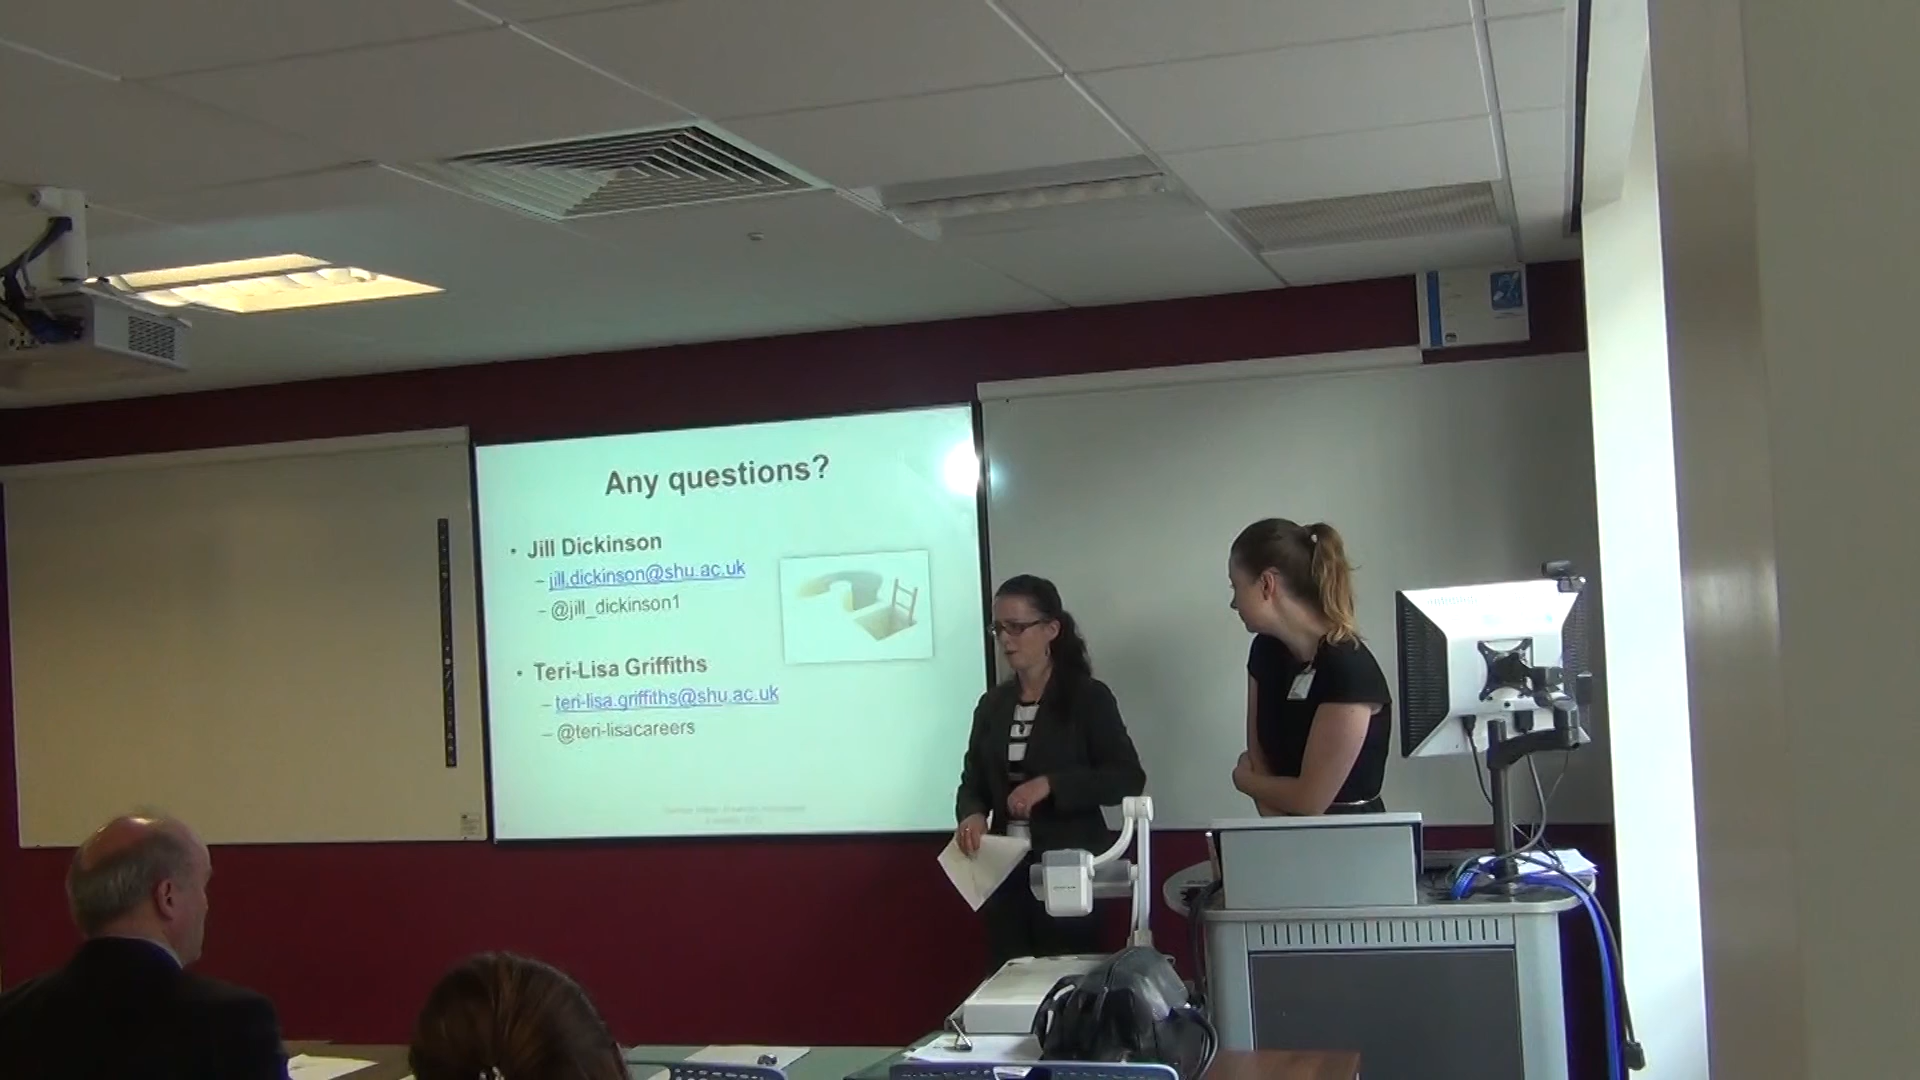 Any questions?
• Jill Dickinson
– jill.dickinson@shu.ac.uk
– @jill_dickinson1
• Teri-Lisa Griffiths
– teri-lisa.griffiths@shu.ac.uk
– @teri-lisacareers